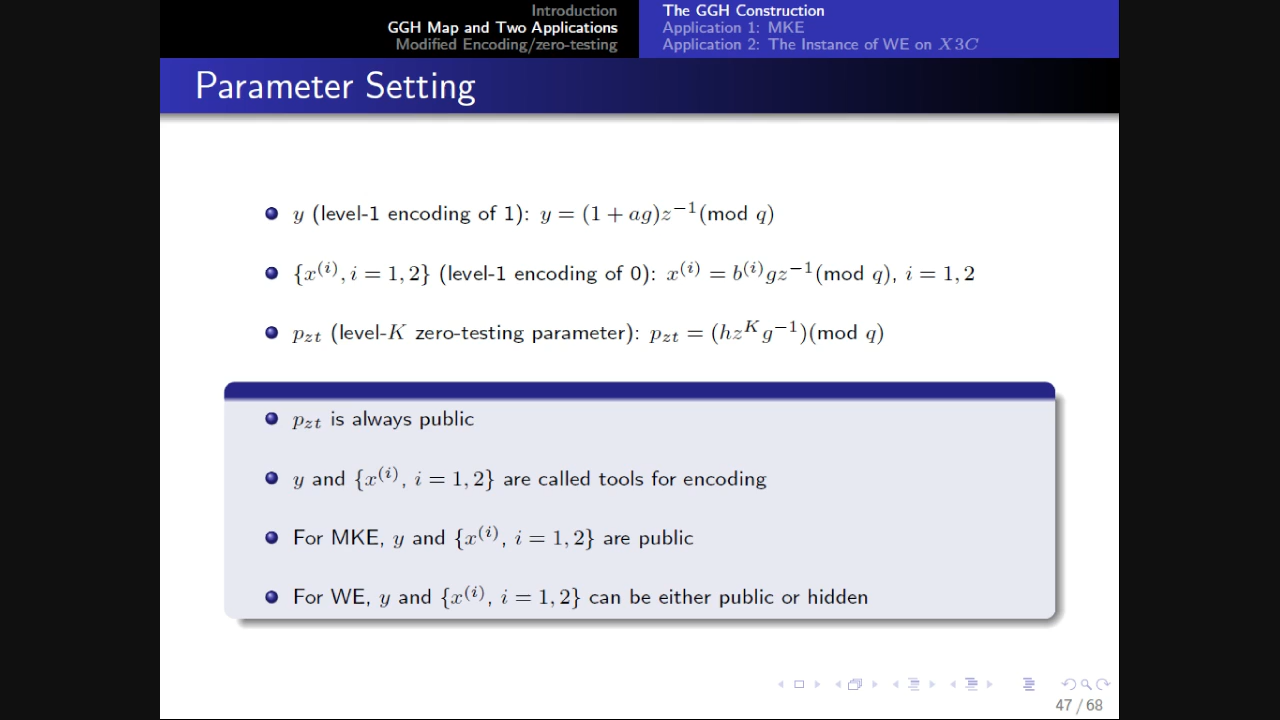 Introduction
GGH Map and Two Applications
Modified Encoding/zero-testing
The GGH Construction
Application 1: MKE
Application 2: The Instance of WE on X3C
Parameter Setting
y (level-1 encoding of 1): y = (1 + ag)z⁻¹(mod q)
{x⁽ⁱ⁾, i = 1, 2} (level-1 encoding of 0): x⁽ⁱ⁾ = b⁽ⁱ⁾gz⁻¹(mod q), i = 1, 2
p_zt (level-K zero-testing parameter): p_zt = (hz^K g⁻¹)(mod q)
p_zt is always public
y and {x⁽ⁱ⁾, i = 1, 2} are called tools for encoding
For MKE, y and {x⁽ⁱ⁾, i = 1, 2} are public
For WE, y and {x⁽ⁱ⁾, i = 1, 2} can be either public or hidden
47 / 68